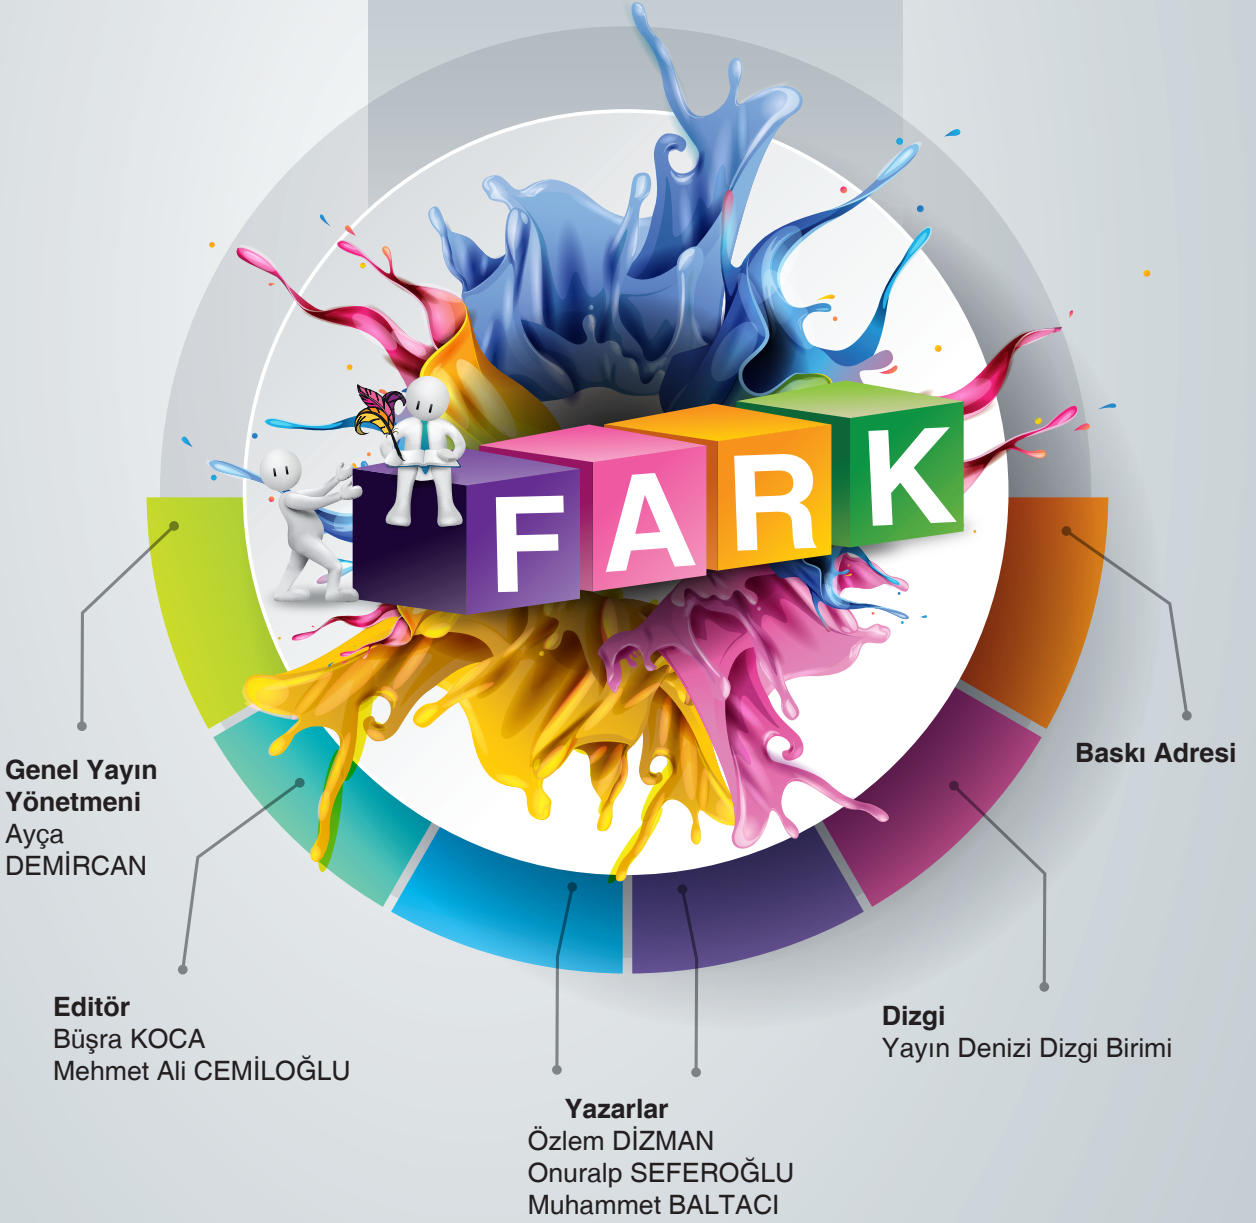 FARK
Genel Yayın
Yönetmeni
Ayça
DEMİRCAN
Editör
Büşra KOCA
Mehmet Ali CEMİLOĞLU
Yazarlar
Özlem DİZMAN
Onuralp SEFEROĞLU
Muhammet BALTACI
Dizgi
Yayın Denizi Dizgi Birimi
Baskı Adresi